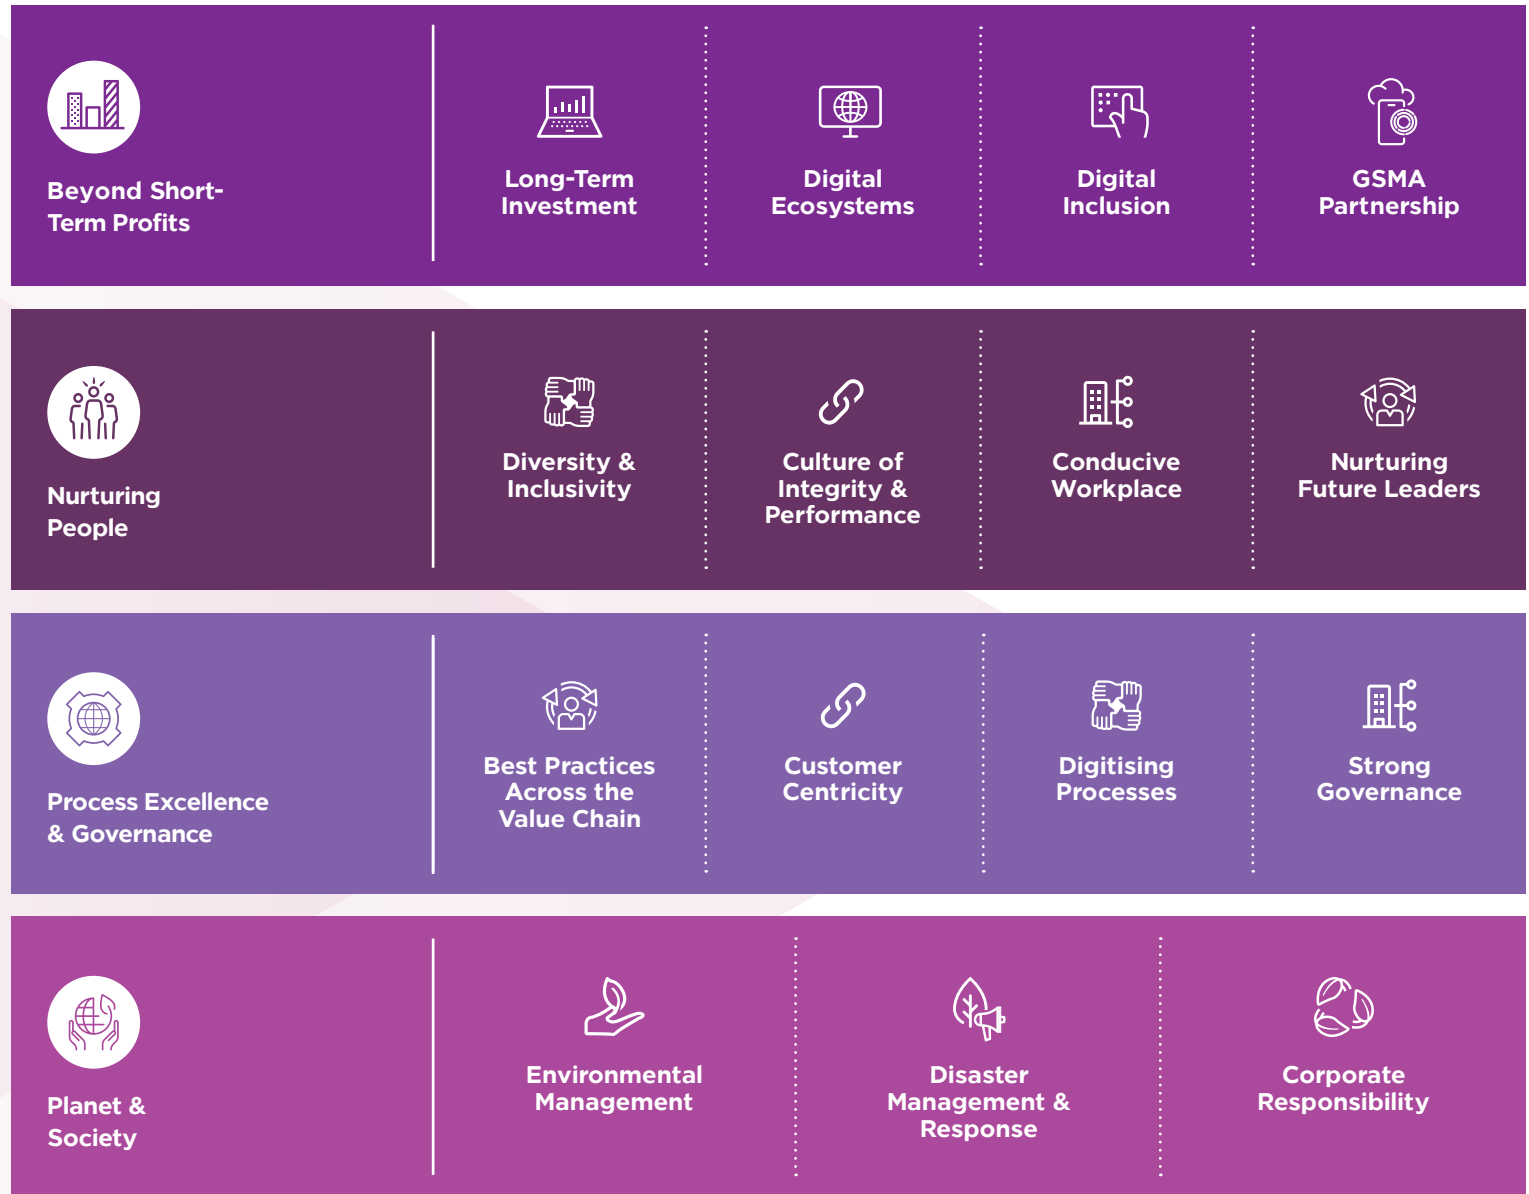 Beyond Short-
Term Profits
Long-Term
Investment
Digital
Ecosystems
Digital
Inclusion
GSMA
Partnership
Nurturing
People
Diversity &
Inclusivity
Culture of
Integrity &
Performance
Conducive
Workplace
Nurturing
Future Leaders
Process Excellence
& Governance
Best Practices
Across the
Value Chain
Customer
Centricity
Digitising
Processes
Strong
Governance
Planet &
Society
Environmental
Management
Disaster
Management &
Response
Corporate
Responsibility